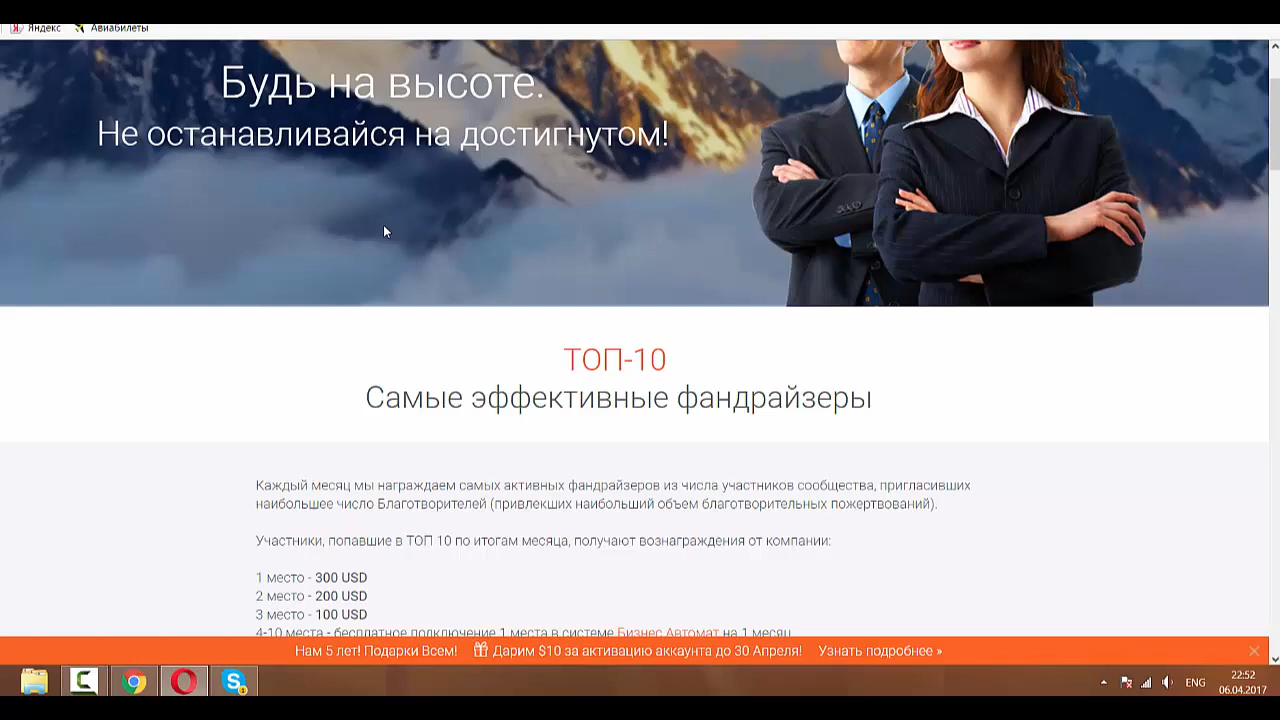 Яндекс Авиабилеты
Будь на высоте.
Не останавливайся на достигнутом!
ТОП-10
Самые эффективные фандрайзеры
Каждый месяц мы награждаем самых активных фандрайзеров из числа участников сообщества, пригласивших
наибольшее число Благотворителей (привлекших наибольший объем благотворительных пожертвований).
Участники, попавшие в ТОП 10 по итогам месяца, получают вознаграждения от компании:
1 место - 300 USD
2 место - 200 USD
3 место - 100 USD
4-10 места - бесплатное подключение 1 места в системе Бизнес Автомат на 1 месяц
Нам 5 лет! Подарки Всем! Дарим $10 за активацию аккаунта до 30 Апреля! Узнать подробнее »
ENG
22:52
06.04.2017